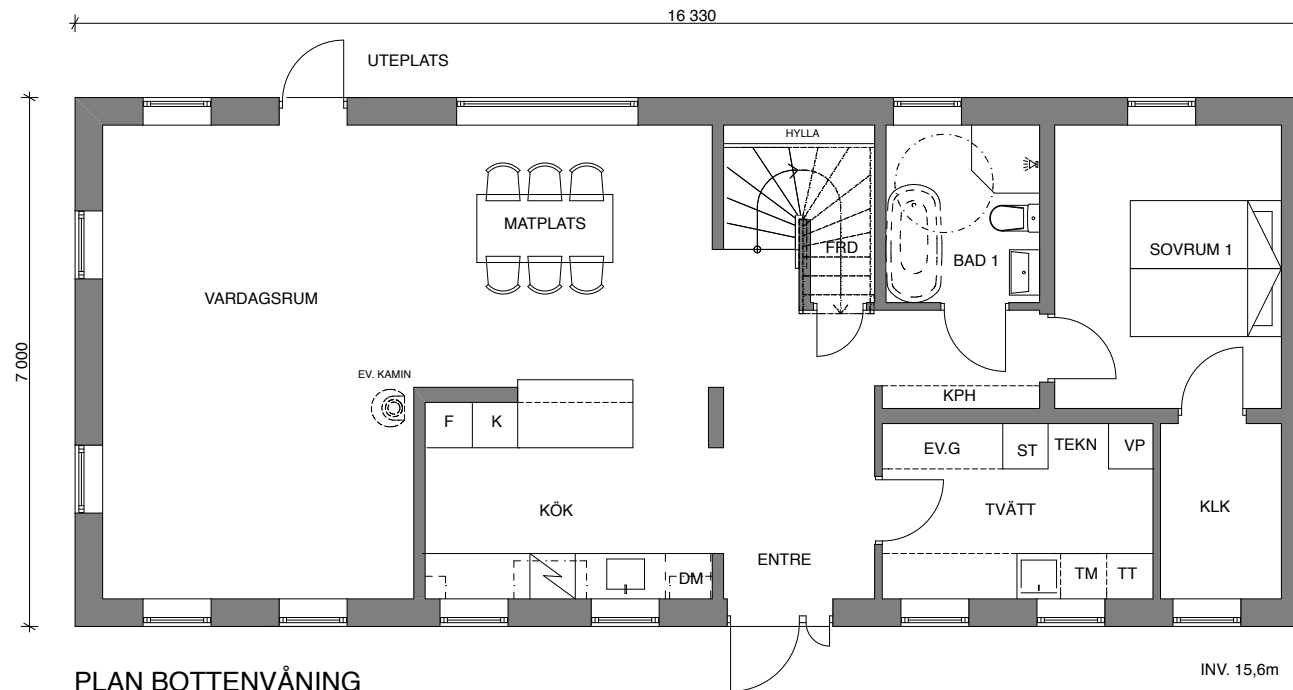 16 330
UTEPLATS
HYLLA
MATPLATS
FRD
BAD 1
SOVRUM 1
VARDAGSRUM
7 000
EV. KAMIN
KPH
F
K
EV.G
ST
TEKN
VP
KÖK
TVÄTT
KLK
ENTRE
DM
TM
TT
INV. 15,6m
PLAN BOTTENVÅNING